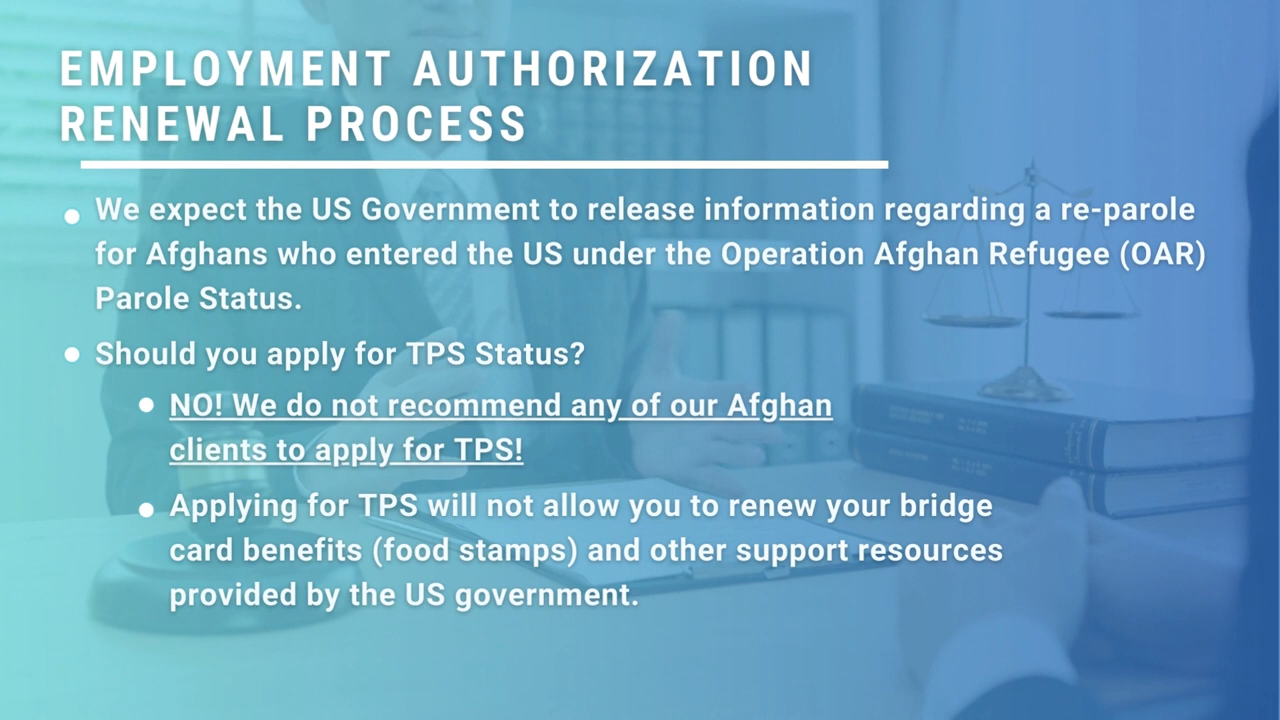 EMPLOYMENT AUTHORIZATION
RENEWAL PROCESS
We expect the US Government to release information regarding a re-parole
for Afghans who entered the US under the Operation Afghan Refugee (OAR)
Parole Status.
Should you apply for TPS Status?
NO! We do not recommend any of our Afghan
clients to apply for TPS!
Applying for TPS will not allow you to renew your bridge
card benefits (food stamps) and other support resources
provided by the US government.